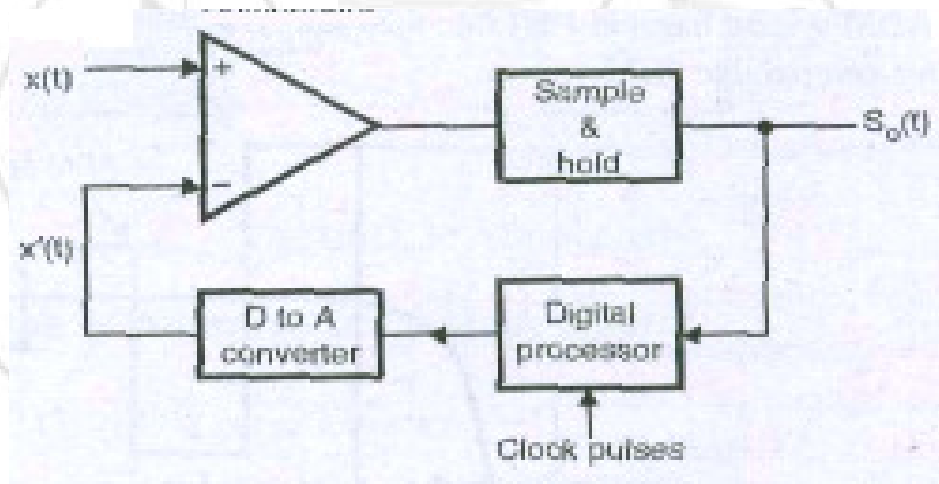 x(t)
+
Sample
&
hold
So(t)
−
x'(t)
D to A
converter
Digital
processor
Clock pulses